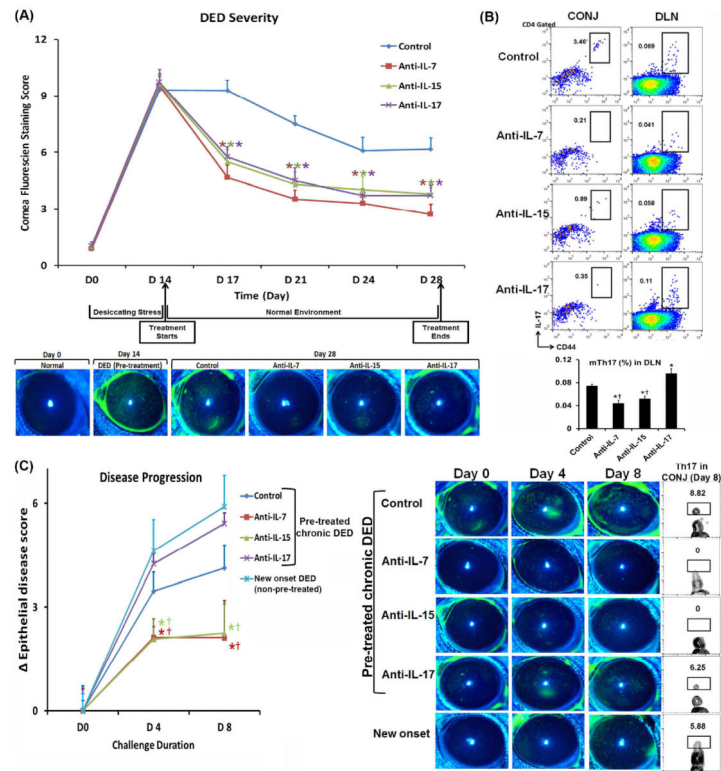 (A)
DED Severity
12
9
6
3
0
Cornea Fluorescien Staining Score
Control
Anti-IL-7
Anti-IL-15
Anti-IL-17
***
***
***
***
D0
D 14
D 17
D 21
D 24
D 28
Time (Day)
Desiccating Stress
Normal Environment
Treatment
Starts
Treatment
Ends
Day 0
Normal
Day 14
DED (Pre-treatment)
Day 28
Control
Anti-IL-7
Anti-IL-15
Anti-IL-17
(B)
CD4 Gated
CONJ
DLN
Control
3.46
0.069
Anti-IL-7
0.21
0.041
Anti-IL-15
0.89
0.058
Anti-IL-17
0.35
0.11
IL-17
CD44
mTh17 (%) in DLN
0.12
0.08
0.04
0
*†
*†
*
Control
Anti-IL-7
Anti-IL-15
Anti-IL-17
(C)
Disease Progression
6
3
0
Δ Epithelial disease score
Control
Anti-IL-7
Anti-IL-15
Anti-IL-17
Pre-treated
chronic DED
New onset DED
(non-pre-treated)
*†
*†
*†
*†
D0
D 4
D 8
Challenge Duration
Day 0
Day 4
Day 8
Th17 in
CONJ (Day 8)
Pre-treated chronic DED
Control
8.82
Anti-IL-7
0
Anti-IL-15
0
Anti-IL-17
6.25
New onset
5.88